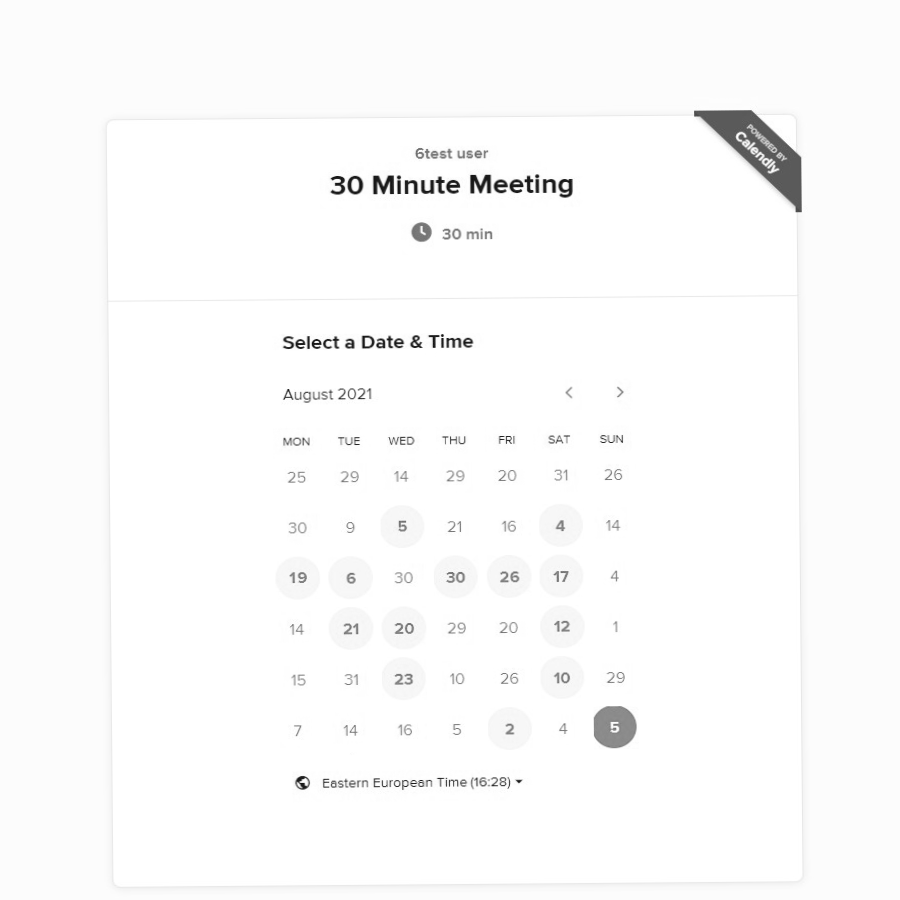 POWERED BY
Calendly
6test user
30 Minute Meeting
30 min
Select a Date & Time
August 2021
MON TUE WED THU FRI SAT SUN
25 29 14 29 20 31 26
30 9 5 21 16 4 14
19 6 30 30 26 17 4
14 21 20 29 20 12 1
15 31 23 10 26 10 29
7 14 16 5 2 4 5
Eastern European Time (16:28)